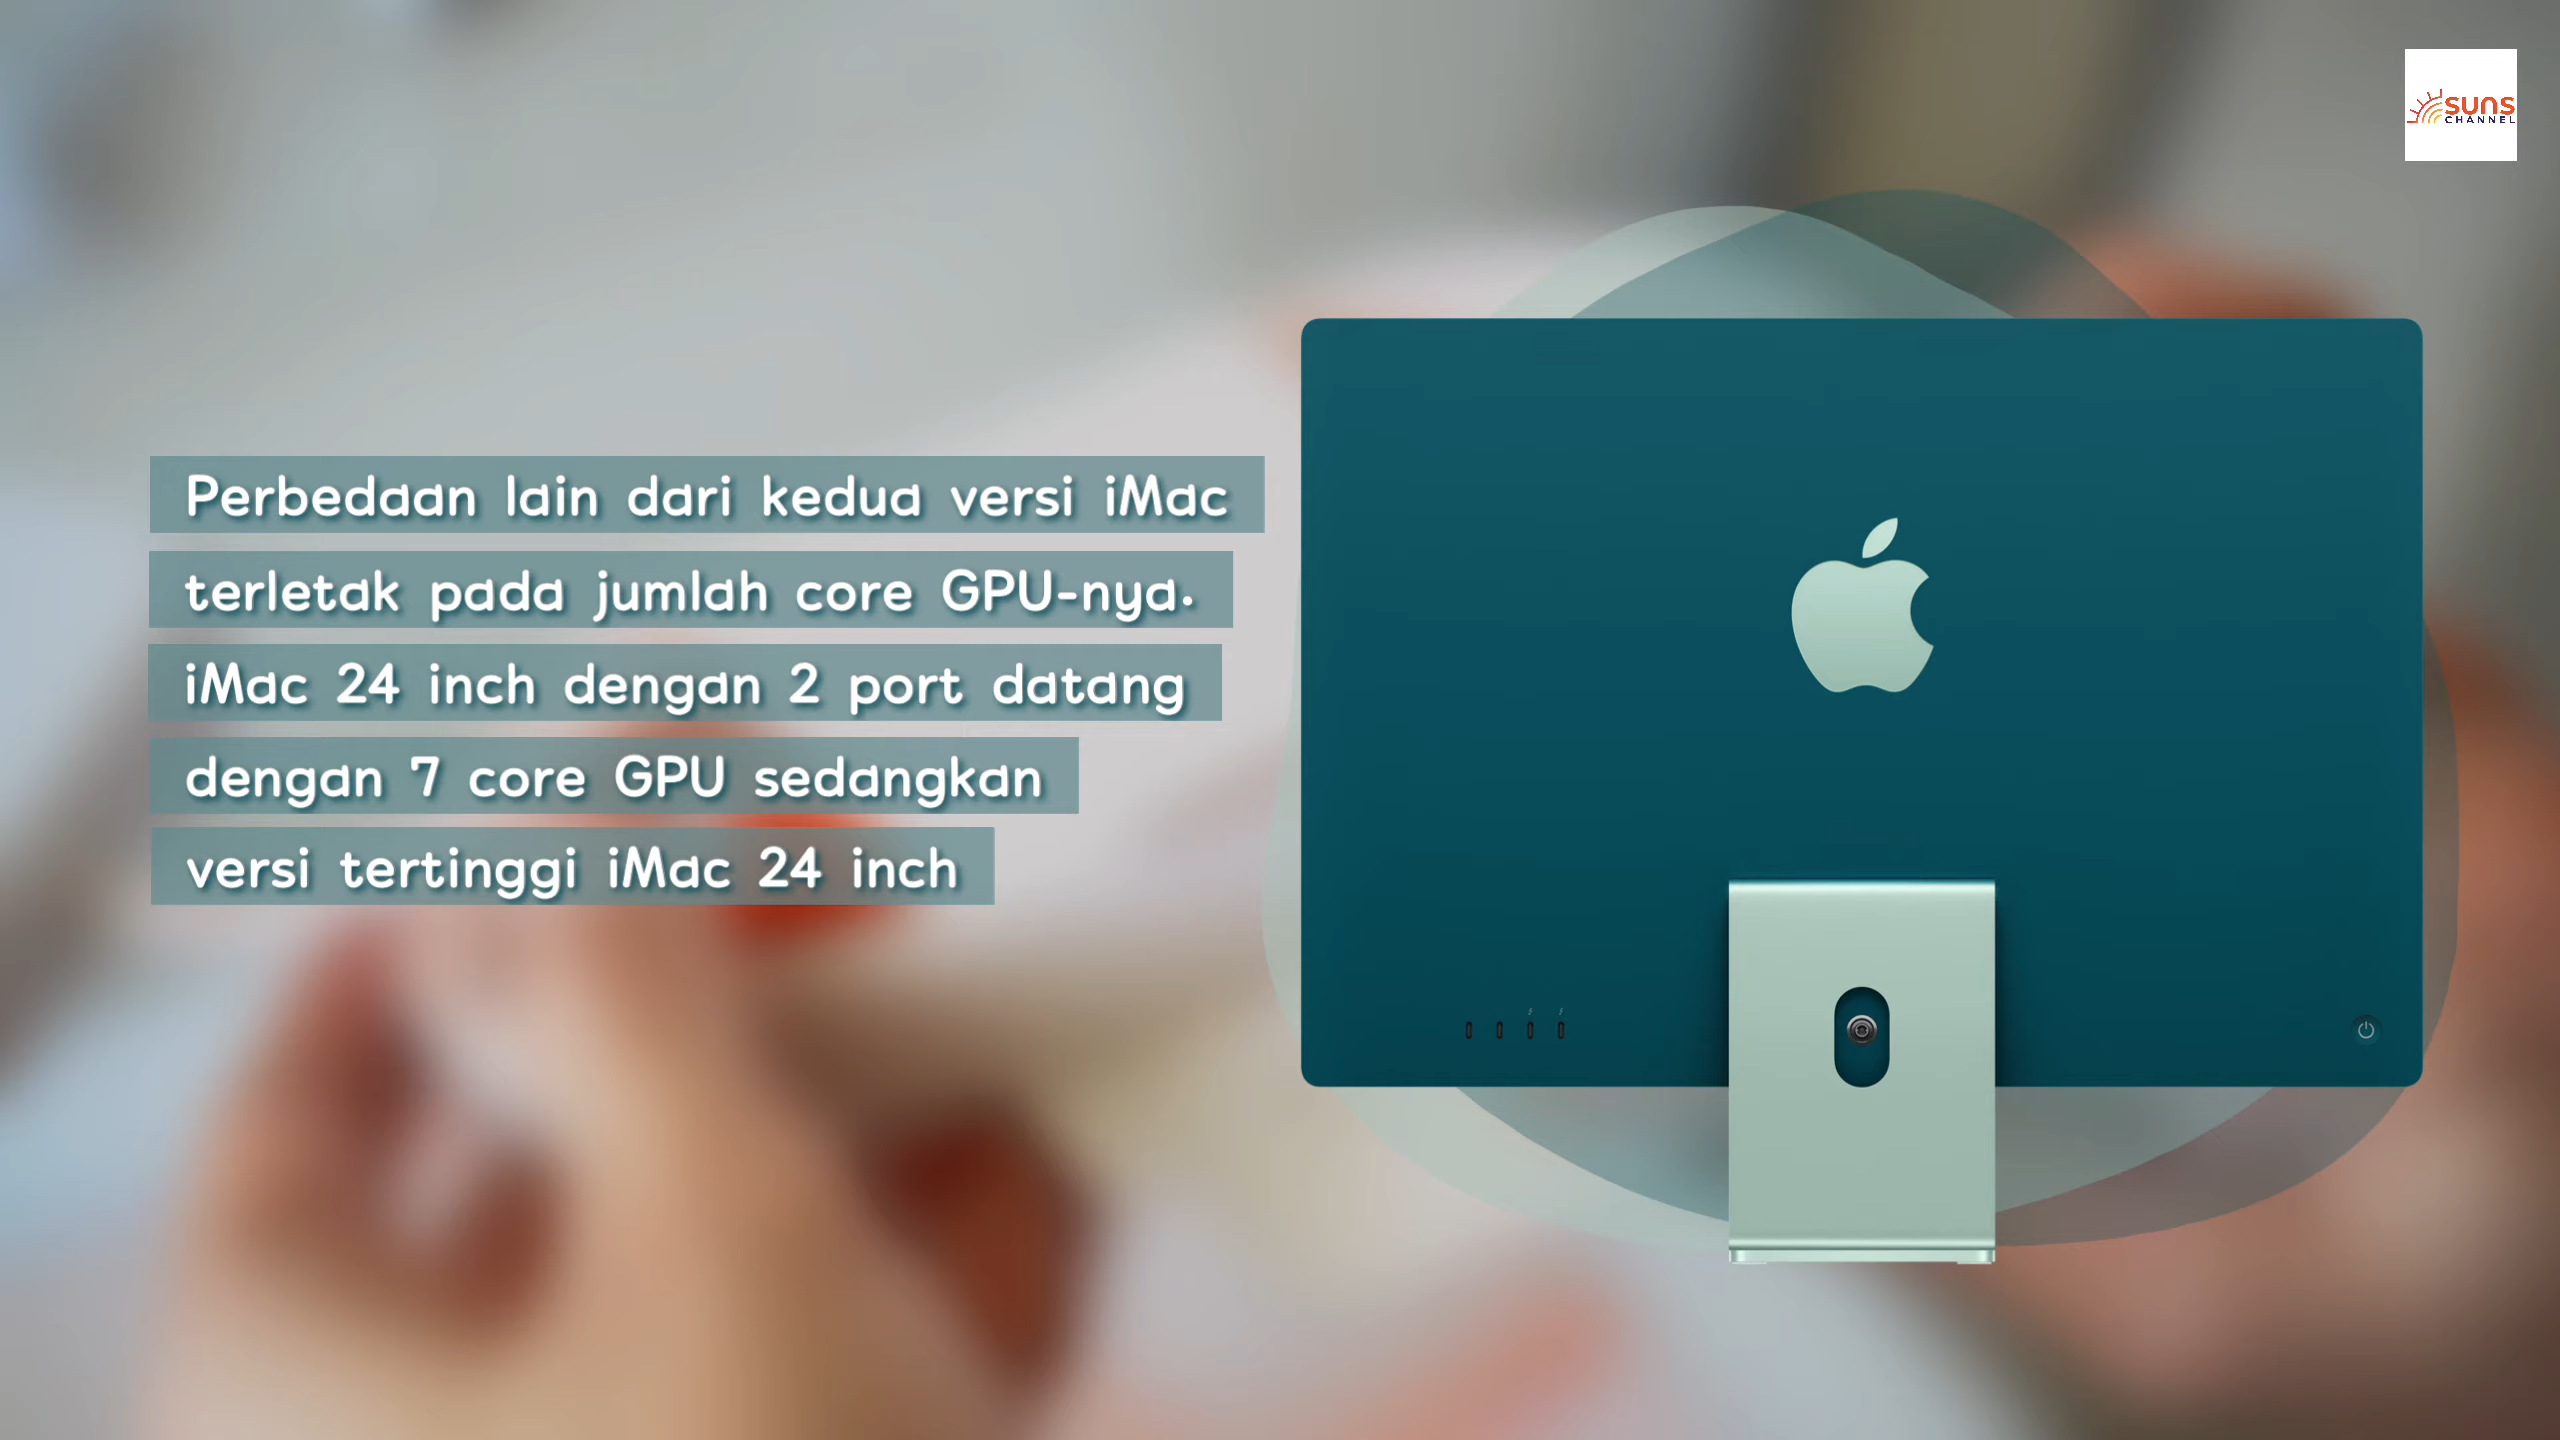 suns
CHANNEL
Perbedaan lain dari kedua versi iMac
terletak pada jumlah core GPU-nya.
iMac 24 inch dengan 2 port datang
dengan 7 core GPU sedangkan
versi tertinggi iMac 24 inch